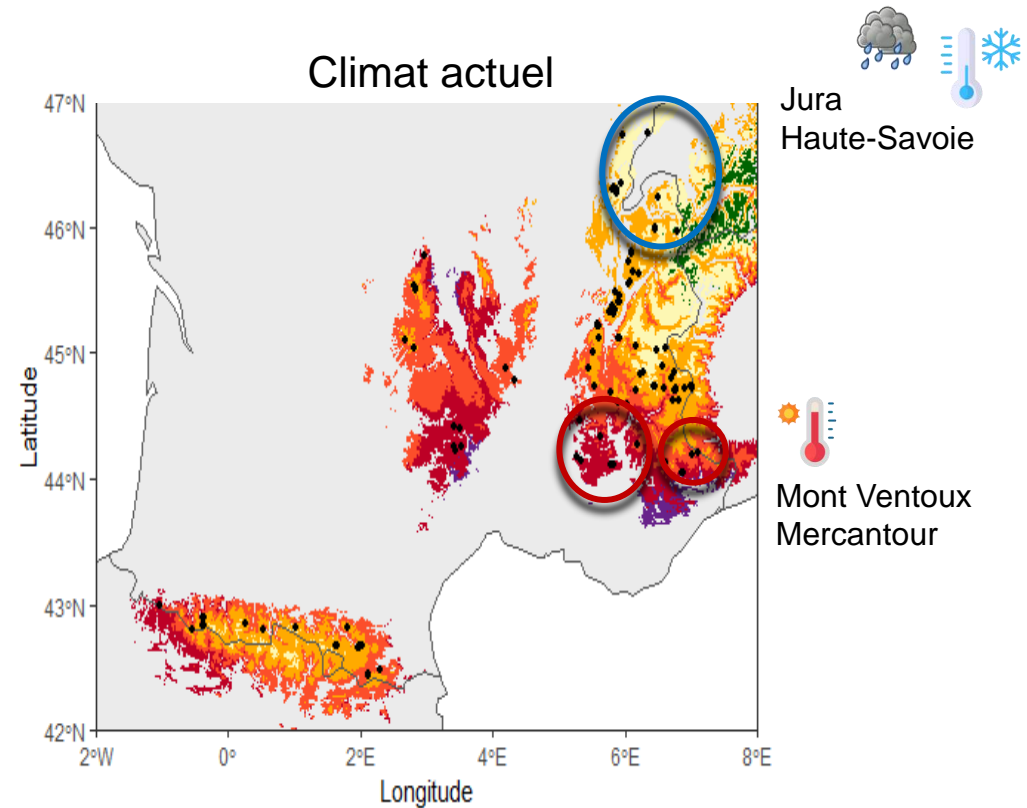 Climat actuel
Jura
Haute-Savoie
47°N
46°N
45°N
44°N
43°N
42°N
Latitude
Mont Ventoux
Mercantour
2°W
0°
2°E
4°E
6°E
8°E
Longitude